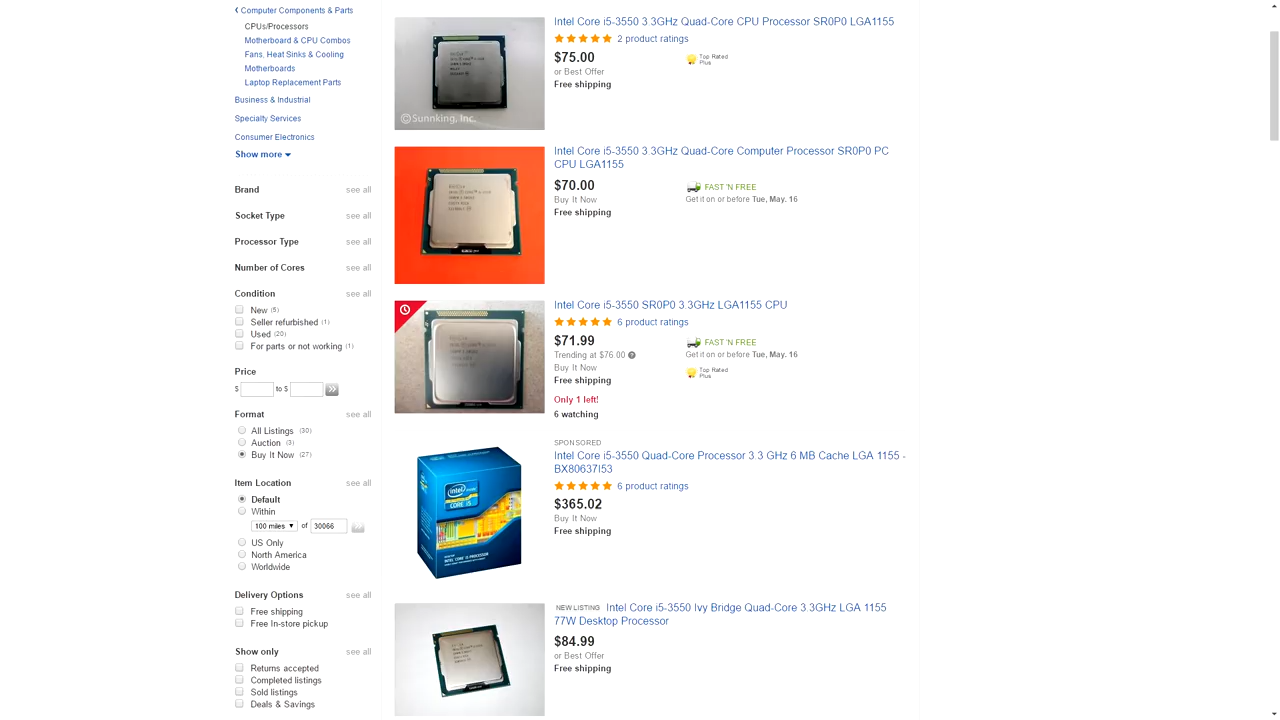 Computer Components & Parts
CPUs/Processors
Motherboard & CPU Combos
Fans, Heat Sinks & Cooling
Motherboards
Laptop Replacement Parts
Business & Industrial
Specialty Services
Consumer Electronics
Show more
Brand see all
Socket Type see all
Processor Type see all
Number of Cores see all
Condition see all
New (5)
Seller refurbished (1)
Used (20)
For parts or not working (1)
Price
$ to $
Format see all
All Listings (30)
Auction (3)
Buy It Now (27)
Item Location see all
Default
Within
100 miles of 30066
US Only
North America
Worldwide
Delivery Options see all
Free shipping
Free In-store pickup
Show only see all
Returns accepted
Completed listings
Sold listings
Deals & Savings
©Sunnking, Inc.
Intel Core i5-3550 3.3GHz Quad-Core CPU Processor SR0P0 LGA1155
2 product ratings
$75.00
or Best Offer
Free shipping
Top Rated
Plus
Intel Core i5-3550 3.3GHz Quad-Core Computer Processor SR0P0 PC
CPU LGA1155
$70.00
Buy It Now
Free shipping
FAST 'N FREE
Get it on or before Tue, May. 16
Intel Core i5-3550 SR0P0 3.3GHz LGA1155 CPU
6 product ratings
$71.99
Trending at $76.00
Buy It Now
Free shipping
Only 1 left!
6 watching
FAST 'N FREE
Get it on or before Tue, May. 16
Top Rated
Plus
SPONSORED
Intel Core i5-3550 Quad-Core Processor 3.3 GHz 6 MB Cache LGA 1155 -
BX80637I53
6 product ratings
$365.02
Buy It Now
Free shipping
intel
CORE i5
NEW LISTING Intel Core i5-3550 Ivy Bridge Quad-Core 3.3GHz LGA 1155
77W Desktop Processor
$84.99
or Best Offer
Free shipping